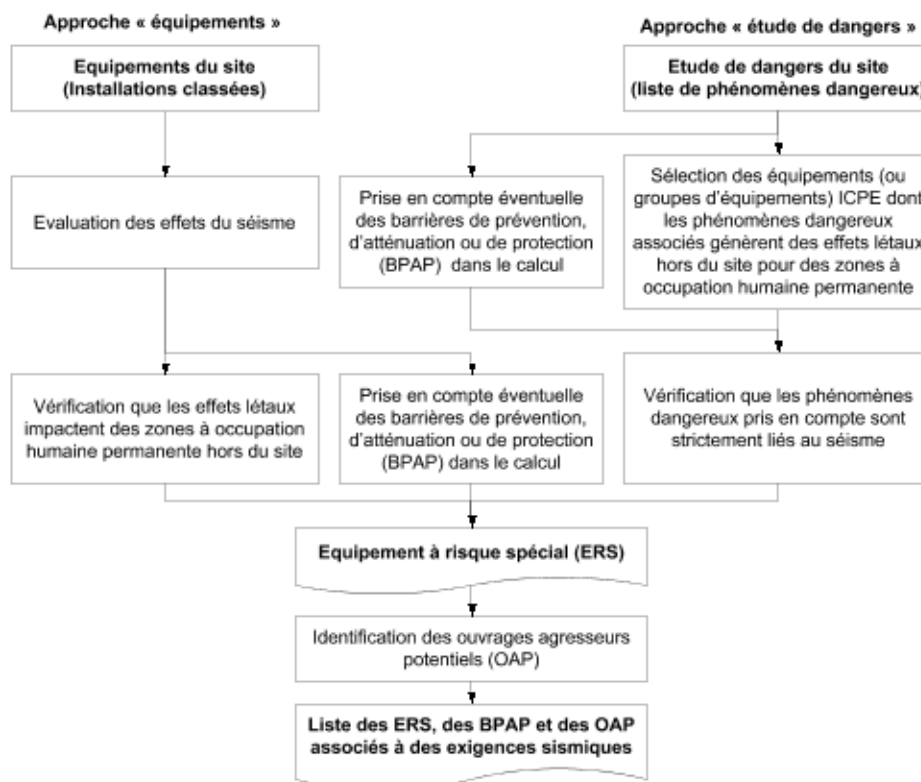 Approche « équipements »
Approche « étude de dangers »
Equipements du site
(Installations classées)
Etude de dangers du site
(liste de phénomènes dangereux)
Evaluation des effets du séisme
Prise en compte éventuelle
des barrières de prévention,
d'atténuation ou de protection
(BPAP) dans le calcul
Sélection des équipements (ou
groupes d'équipements) ICPE dont
les phénomènes dangereux
associés génèrent des effets létaux
hors du site pour des zones à
occupation humaine permanente
Vérification que les effets létaux
impactent des zones à occupation
humaine permanente hors du site
Prise en compte éventuelle
des barrières de prévention,
d'atténuation ou de protection
(BPAP) dans le calcul
Vérification que les phénomènes
dangereux pris en compte sont
strictement liés au séisme
Equipement à risque spécial (ERS)
Identification des ouvrages agresseurs
potentiels (OAP)
Liste des ERS, des BPAP et des OAP
associés à des exigences sismiques